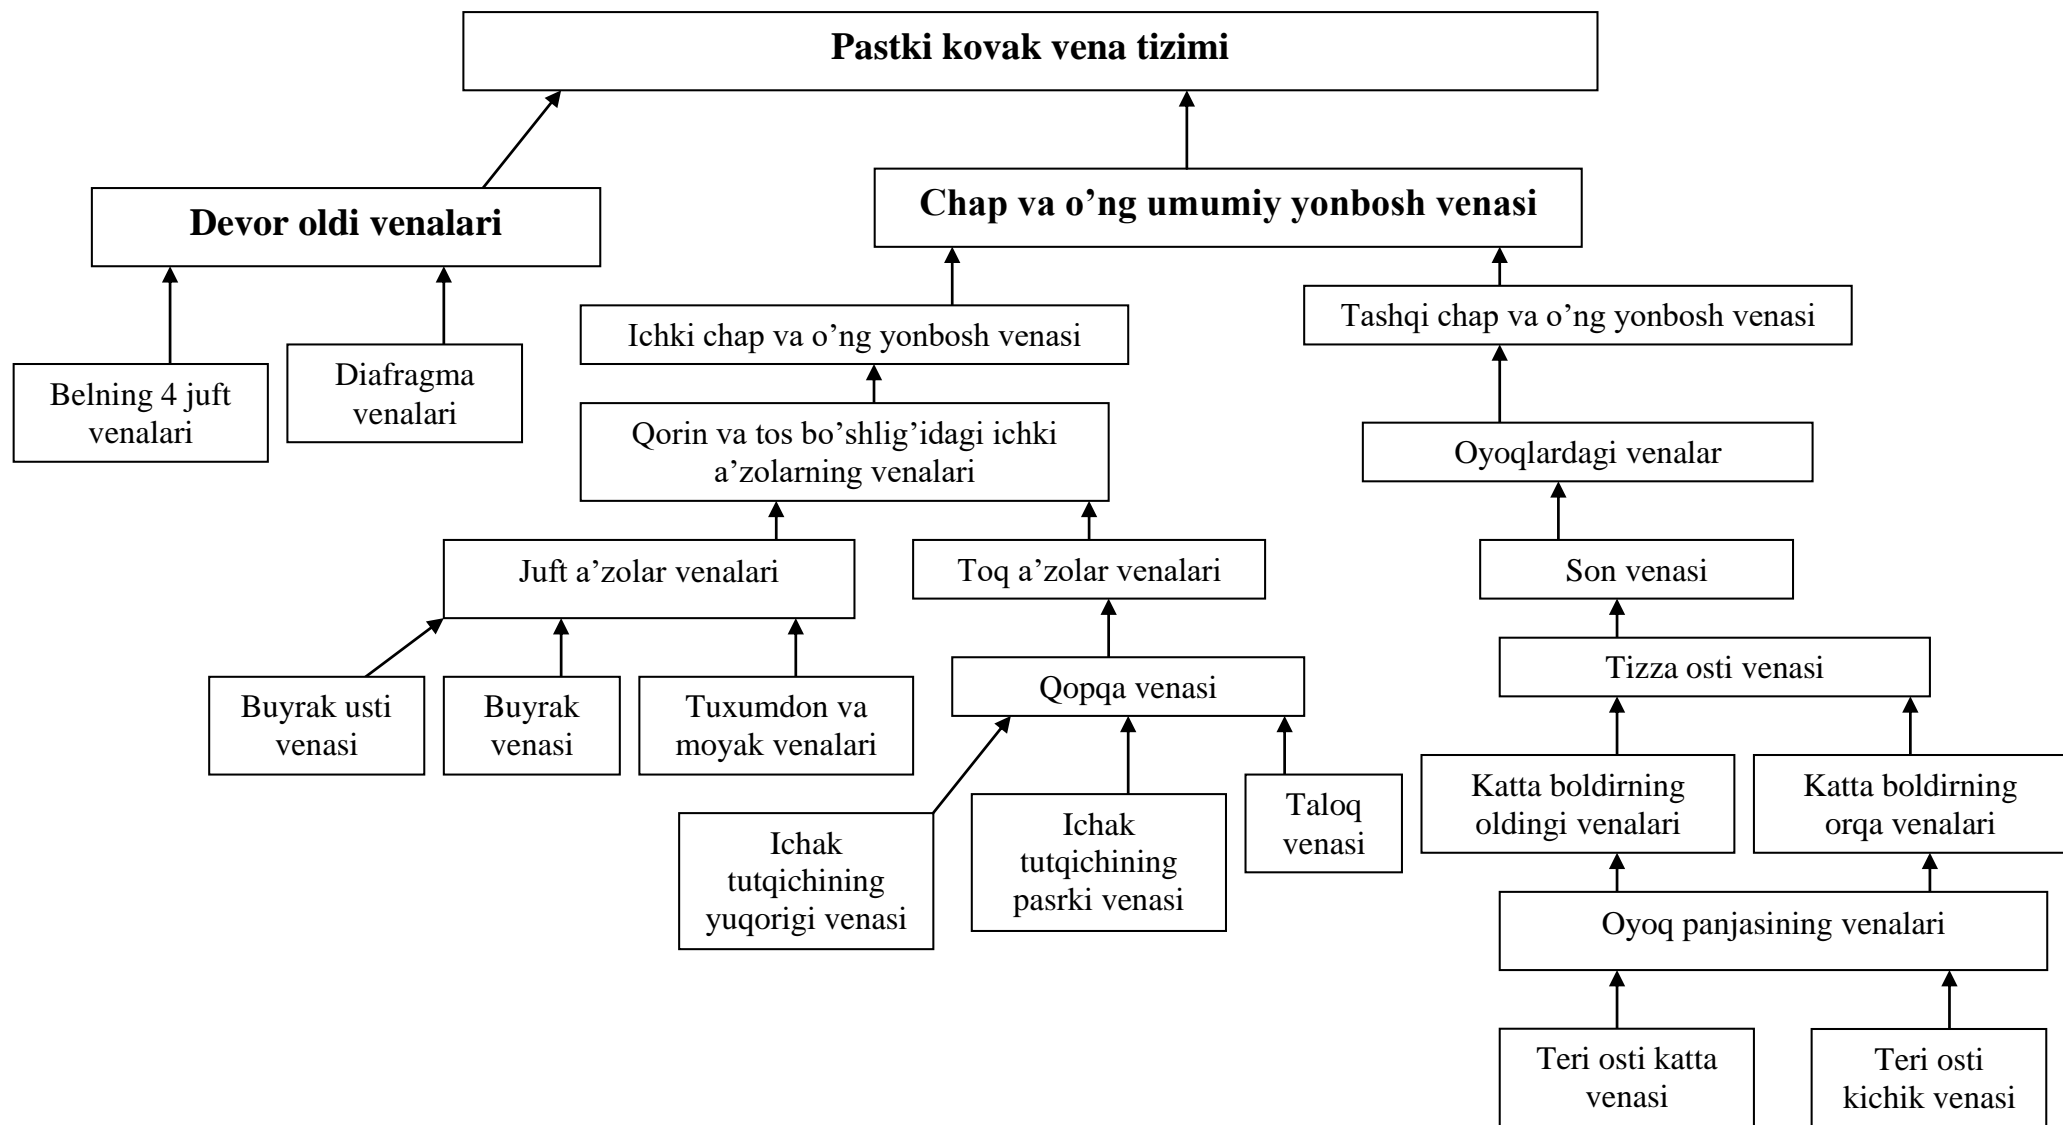 Pastki kovak vena tizimi
Devor oldi venalari
Chap va o’ng umumiy yonbosh venasi
Belning 4 juft
venalari
Diafragma
venalari
Ichki chap va o’ng yonbosh venasi
Tashqi chap va o’ng yonbosh venasi
Qorin va tos bo’shlig’idagi ichki
a’zolarning venalari
Oyoqlardagi venalar
Juft a’zolar venalari
Toq a’zolar venalari
Son venasi
Buyrak usti
venasi
Buyrak
venasi
Tuxumdon va
moyak venalari
Qopqa venasi
Tizza osti venasi
Ichak
tutqichining
yuqorigi venasi
Ichak
tutqichining
pasrki venasi
Taloq
venasi
Katta boldirning
oldingi venalari
Katta boldirning
orqa venalari
Oyoq panjasining venalari
Teri osti katta
venasi
Teri osti
kichik venasi